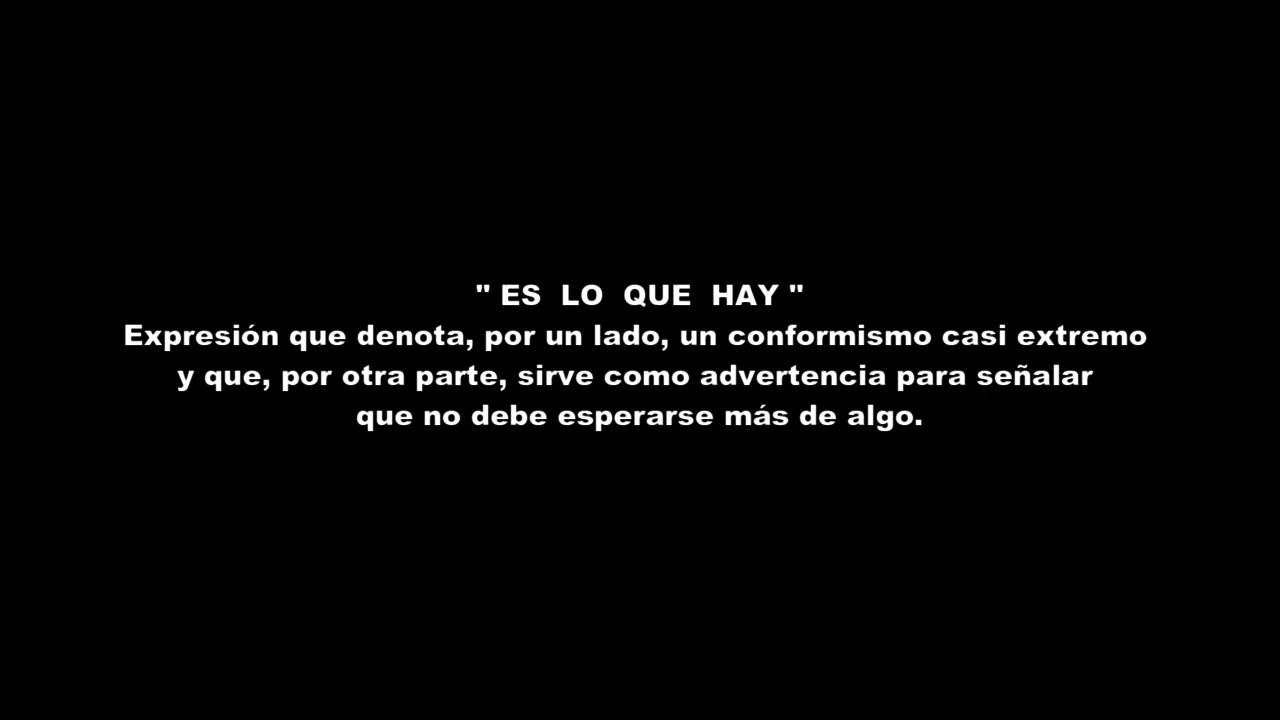 " ES LO QUE HAY "
Expresión que denota, por un lado, un conformismo casi extremo
y que, por otra parte, sirve como advertencia para señalar
que no debe esperarse más de algo.